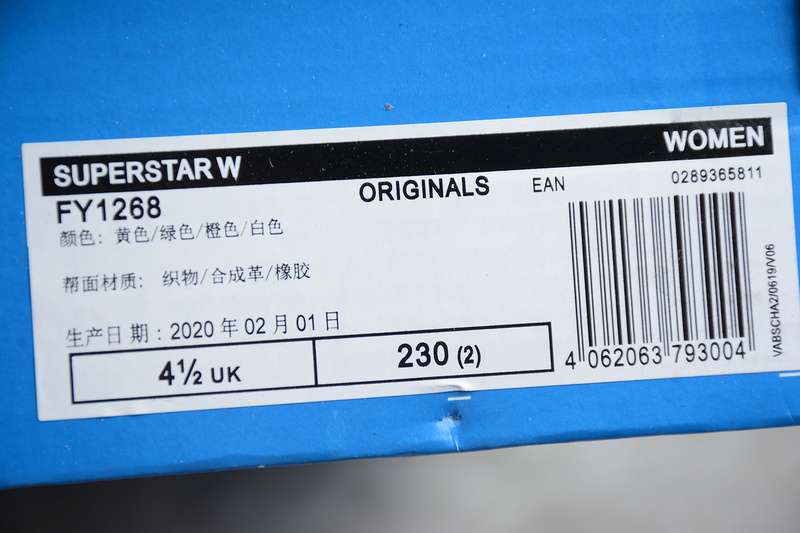 SUPERSTAR W WOMEN
FY1268 ORIGINALS EAN 0289365811
颜色: 黄色/绿色/橙色/白色
帮面材质: 织物/合成革/橡胶
生产日期: 2020 年 02 月 01 日
4½ UK 230 (2)
4 062063 793004
VABSCHA2/0619/V06